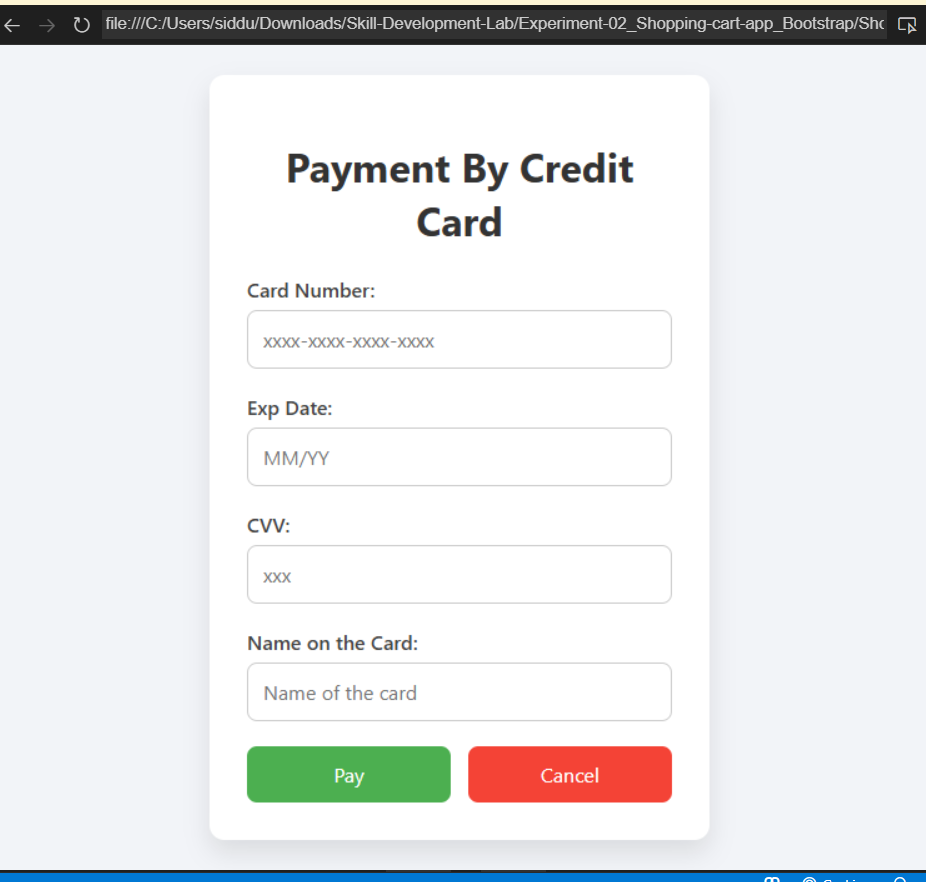 file:///C:/Users/siddu/Downloads/Skill-Development-Lab/Experiment-02_Shopping-cart-app_Bootstrap/Sho
Payment By Credit
Card
Card Number:
xxxx-xxxx-xxxx-xxxx
Exp Date:
MM/YY
CVV:
xxx
Name on the Card:
Name of the card
Pay Cancel